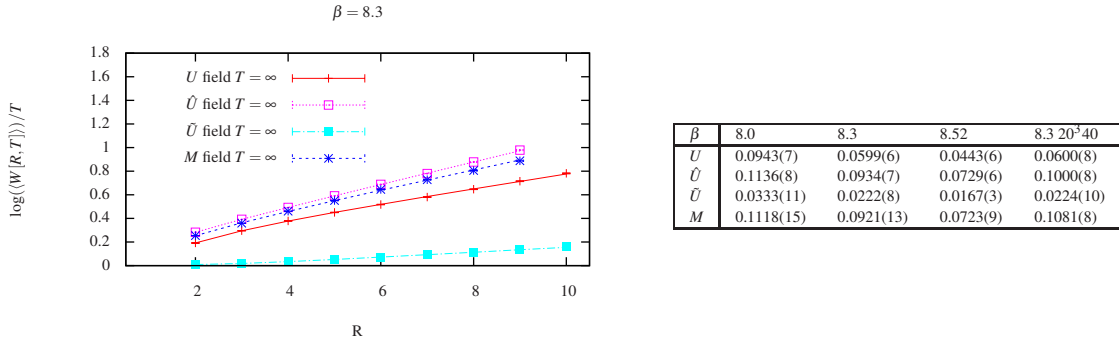 β = 8.3
log(⟨W[R,T]⟩)/T
1.8
1.6
1.4
1.2
1
0.8
0.6
0.4
0.2
0
U field T = ∞
Û field T = ∞
Ũ field T = ∞
M field T = ∞
2 4 6 8 10
R
β 8.0 8.3 8.52 8.3 20³40
U 0.0943(7) 0.0599(6) 0.0443(6) 0.0600(8)
Û 0.1136(8) 0.0934(7) 0.0729(6) 0.1000(8)
Ũ 0.0333(11) 0.0222(8) 0.0167(3) 0.0224(10)
M 0.1118(15) 0.0921(13) 0.0723(9) 0.1081(8)